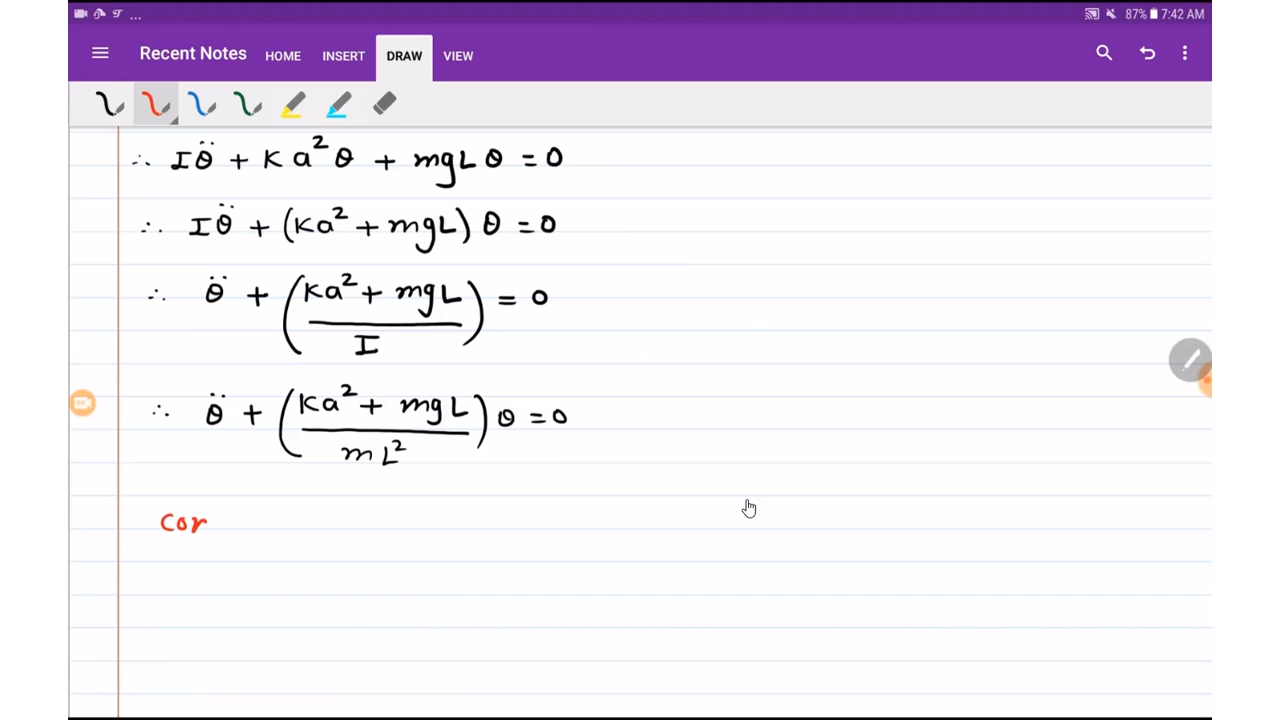 ... 87% 7:42 AM
Recent Notes HOME INSERT DRAW VIEW
∴ Iθ̈ + Ka²θ + mgLθ = 0
∴ Iθ̈ + (Ka² + mgL) θ = 0
∴ θ̈ + ((Ka² + mgL)/I) = 0
∴ θ̈ + ((Ka² + mgL)/mL²) θ = 0
Cor